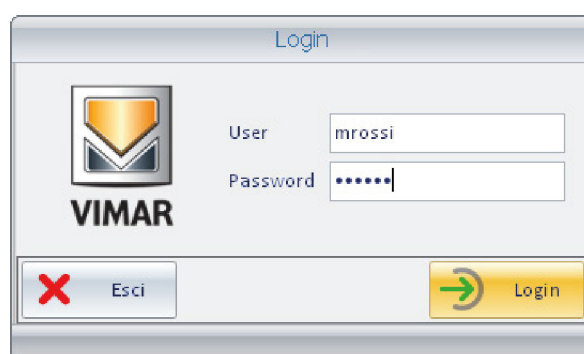 Login
User mrossi
Password ••••••
VIMAR
Esci Login